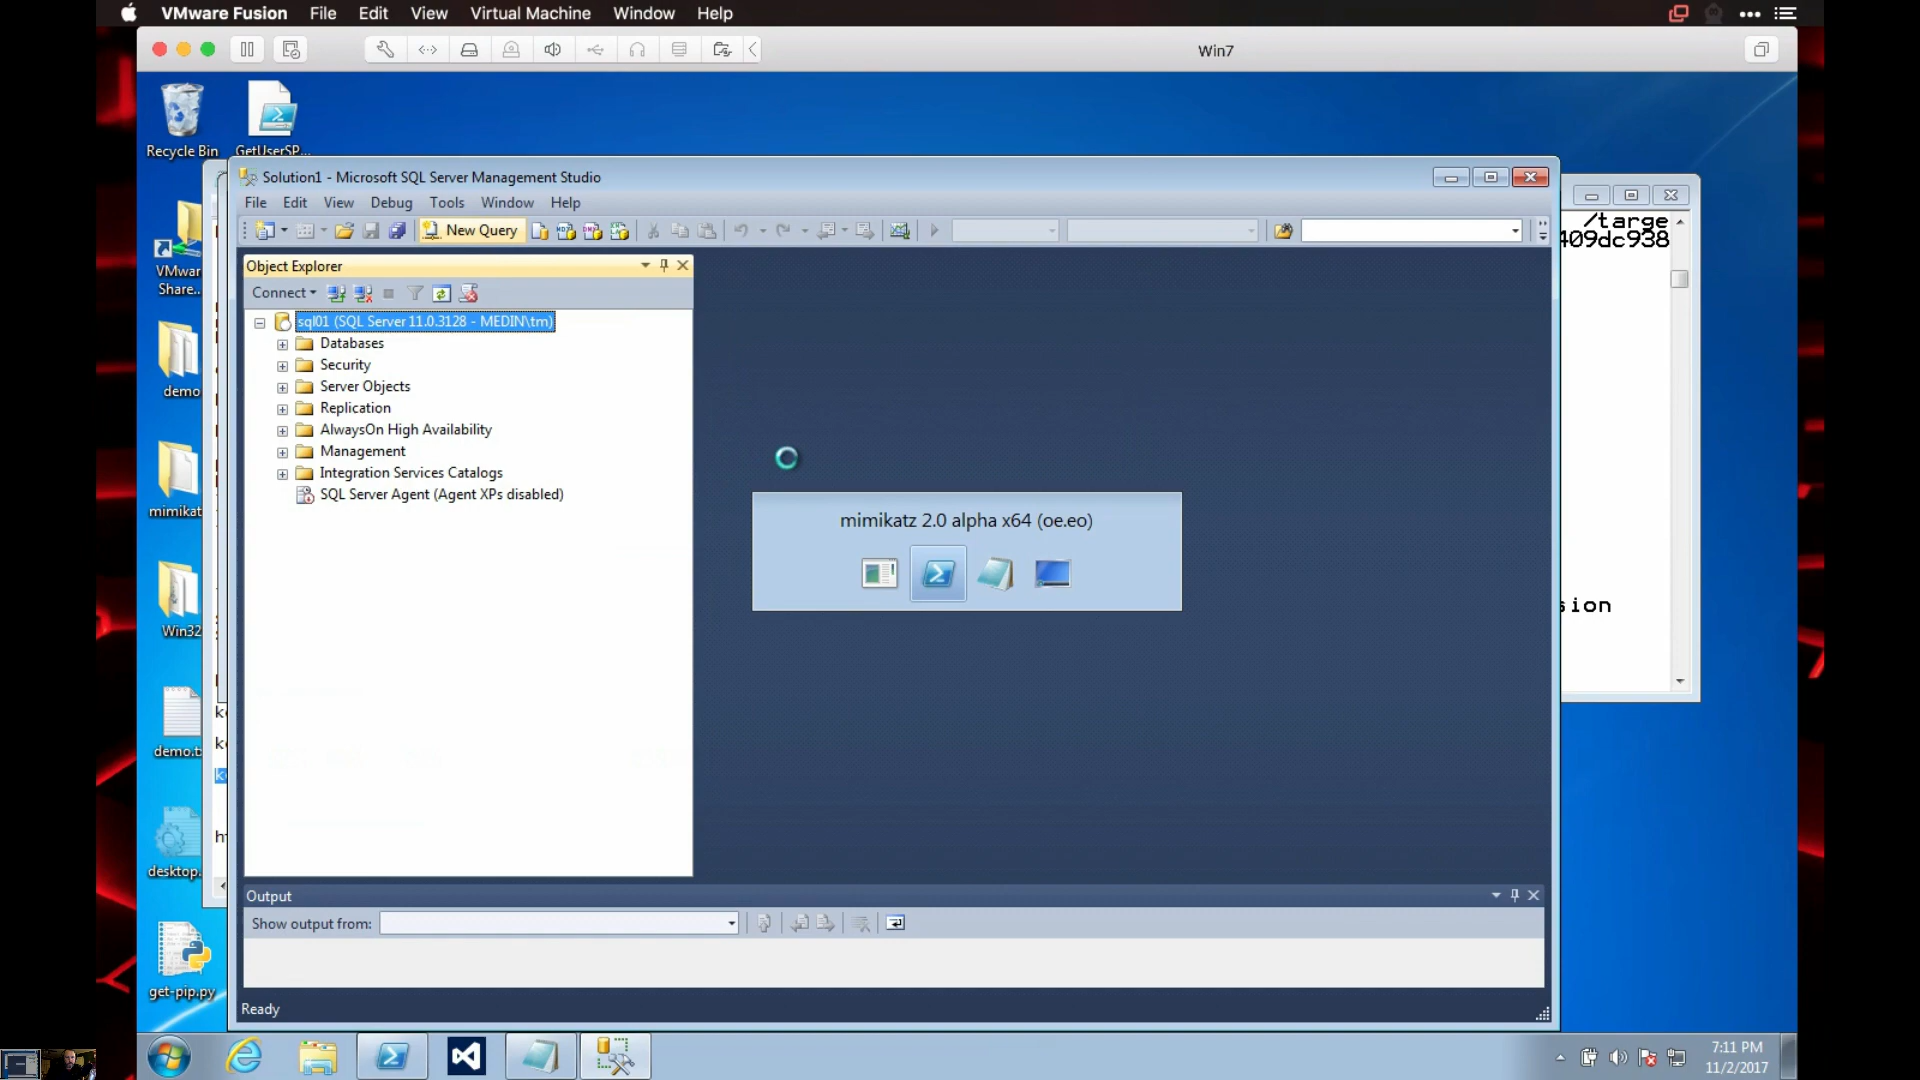 VMware Fusion File Edit View Virtual Machine Window Help
Win7
Recycle Bin
GetUserSP...
Solution1 - Microsoft SQL Server Management Studio
File Edit View Debug Tools Window Help
New Query
/targe
409dc938
Object Explorer
Connect
sql01 (SQL Server 11.0.3128 - MEDIN\tm)
Databases
Security
Server Objects
Replication
AlwaysOn High Availability
Management
Integration Services Catalogs
SQL Server Agent (Agent XPs disabled)
VMwar
Share..
demo
mimikatz 2.0 alpha x64 (oe.eo)
mimikatz
sion
Win32
demo.t
desktop.
get-pip.py
Output
Show output from:
Ready
7:11 PM
11/2/2017